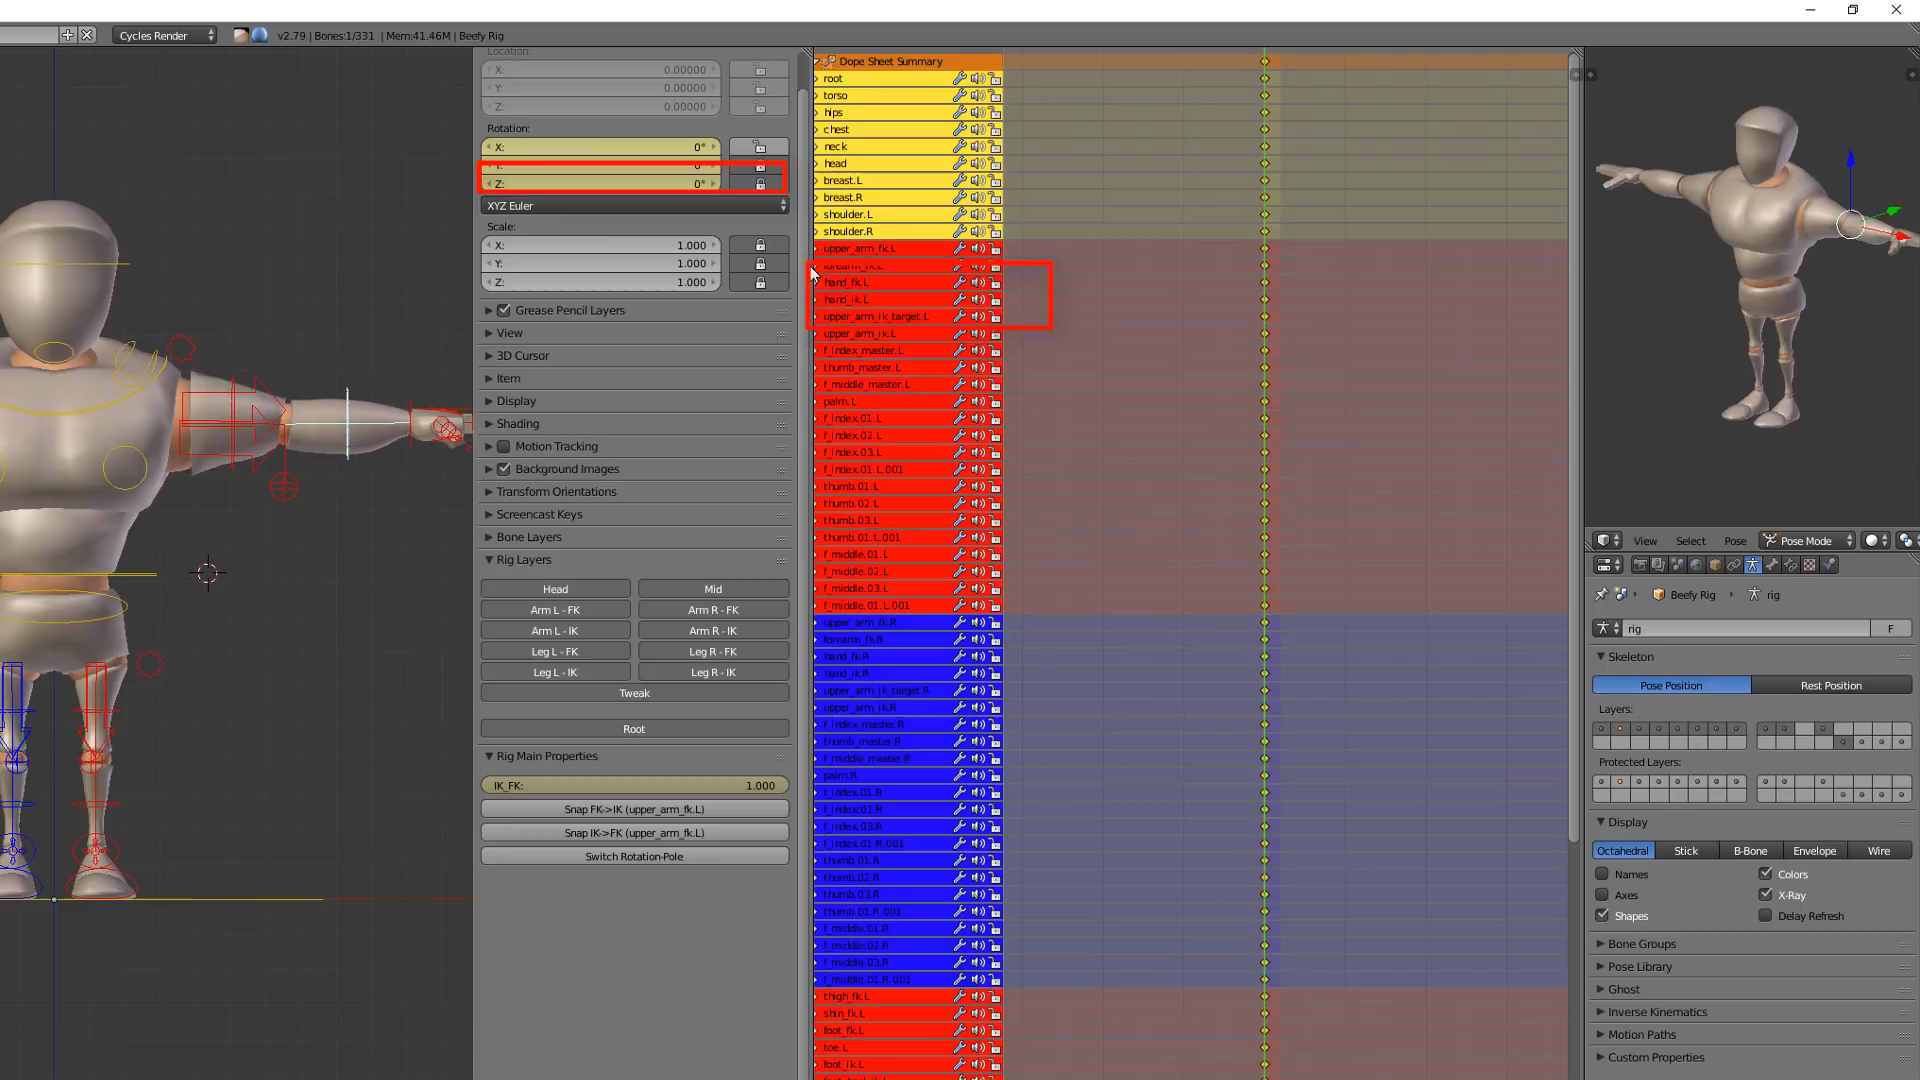 Cycles Render
v2.79 | Bones:1/331 | Mem:41.46M | Beefy Rig
Location:
X: 0.00000
Y: 0.00000
Z: 0.00000
Rotation:
X: 0°
Y: 0°
Z: 0°
XYZ Euler
Scale:
X: 1.000
Y: 1.000
Z: 1.000
Grease Pencil Layers
View
3D Cursor
Item
Display
Shading
Motion Tracking
Background Images
Transform Orientations
Screencast Keys
Bone Layers
Rig Layers
Head Mid
Arm L - FK Arm R - FK
Arm L - IK Arm R - IK
Leg L - FK Leg R - FK
Leg L - IK Leg R - IK
Tweak
Root
Rig Main Properties
IK_FK: 1.000
Snap FK->IK (upper_arm_fk.L)
Snap IK->FK (upper_arm_fk.L)
Switch Rotation-Pole
Dope Sheet Summary
root
torso
hips
chest
neck
head
breast.L
breast.R
shoulder.L
shoulder.R
upper_arm_fk.L
forearm_fk.L
hand_fk.L
hand_ik.L
upper_arm_ik_target.L
upper_arm_ik.L
f_index_master.L
thumb_master.L
f_middle_master.L
palm.L
f_index.01.L
f_index.02.L
f_index.03.L
f_index.01.L.001
thumb.01.L
thumb.02.L
thumb.03.L
thumb.01.L.001
f_middle.01.L
f_middle.02.L
f_middle.03.L
f_middle.01.L.001
upper_arm_fk.R
forearm_fk.R
hand_fk.R
hand_ik.R
upper_arm_ik_target.R
upper_arm_ik.R
f_index_master.R
thumb_master.R
f_middle_master.R
palm.R
f_index.01.R
f_index.02.R
f_index.03.R
f_index.01.R.001
thumb.01.R
thumb.02.R
thumb.03.R
thumb.01.R.001
f_middle.01.R
f_middle.02.R
f_middle.03.R
f_middle.01.R.001
thigh_fk.L
shin_fk.L
foot_fk.L
toe.L
foot_ik.L
View Select Pose Pose Mode
Beefy Rig rig
rig F
Skeleton
Pose Position Rest Position
Layers:
Protected Layers:
Display
Octahedral Stick B-Bone Envelope Wire
Names Colors
Axes X-Ray
Shapes Delay Refresh
Bone Groups
Pose Library
Ghost
Inverse Kinematics
Motion Paths
Custom Properties